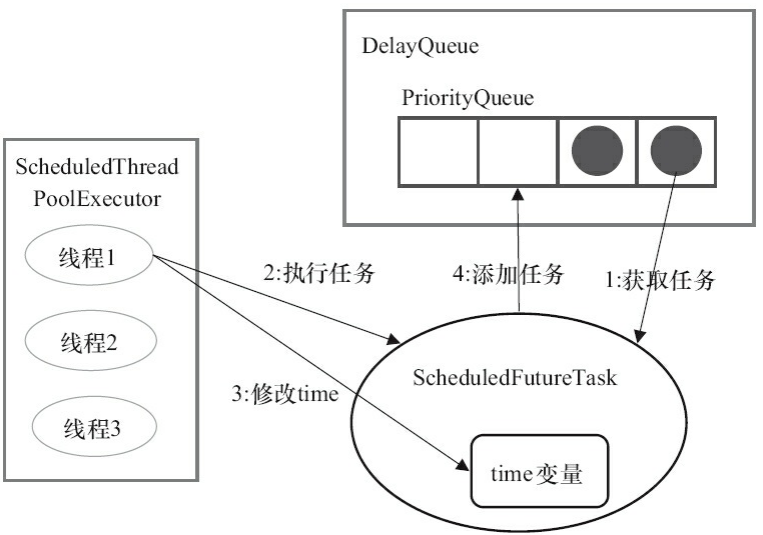 DelayQueue
PriorityQueue
ScheduledThread
PoolExecutor
线程1
线程2
线程3
2:执行任务
4:添加任务
1:获取任务
3:修改time
ScheduledFutureTask
time变量